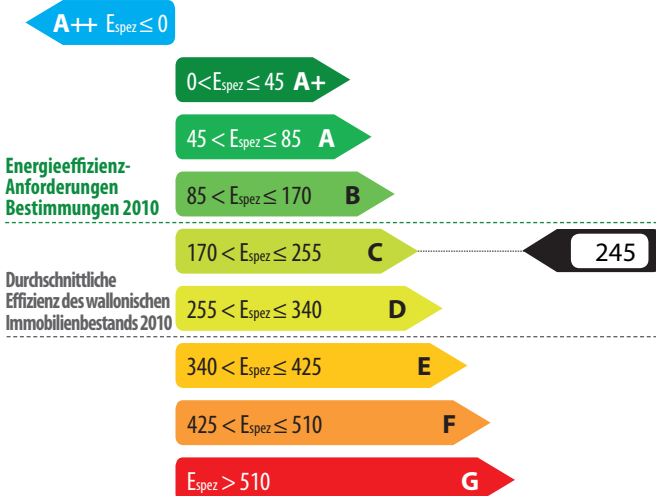 A++ Espez ≤ 0
0<Espez ≤ 45 A+
45 < Espez ≤ 85 A
Energieeffizienz-
Anforderungen
Bestimmungen 2010
85 < Espez ≤ 170 B
170 < Espez ≤ 255 C
245
Durchschnittliche
Effizienz des wallonischen
Immobilienbestands 2010
255 < Espez ≤ 340 D
340 < Espez ≤ 425 E
425 < Espez ≤ 510 F
Espez > 510 G